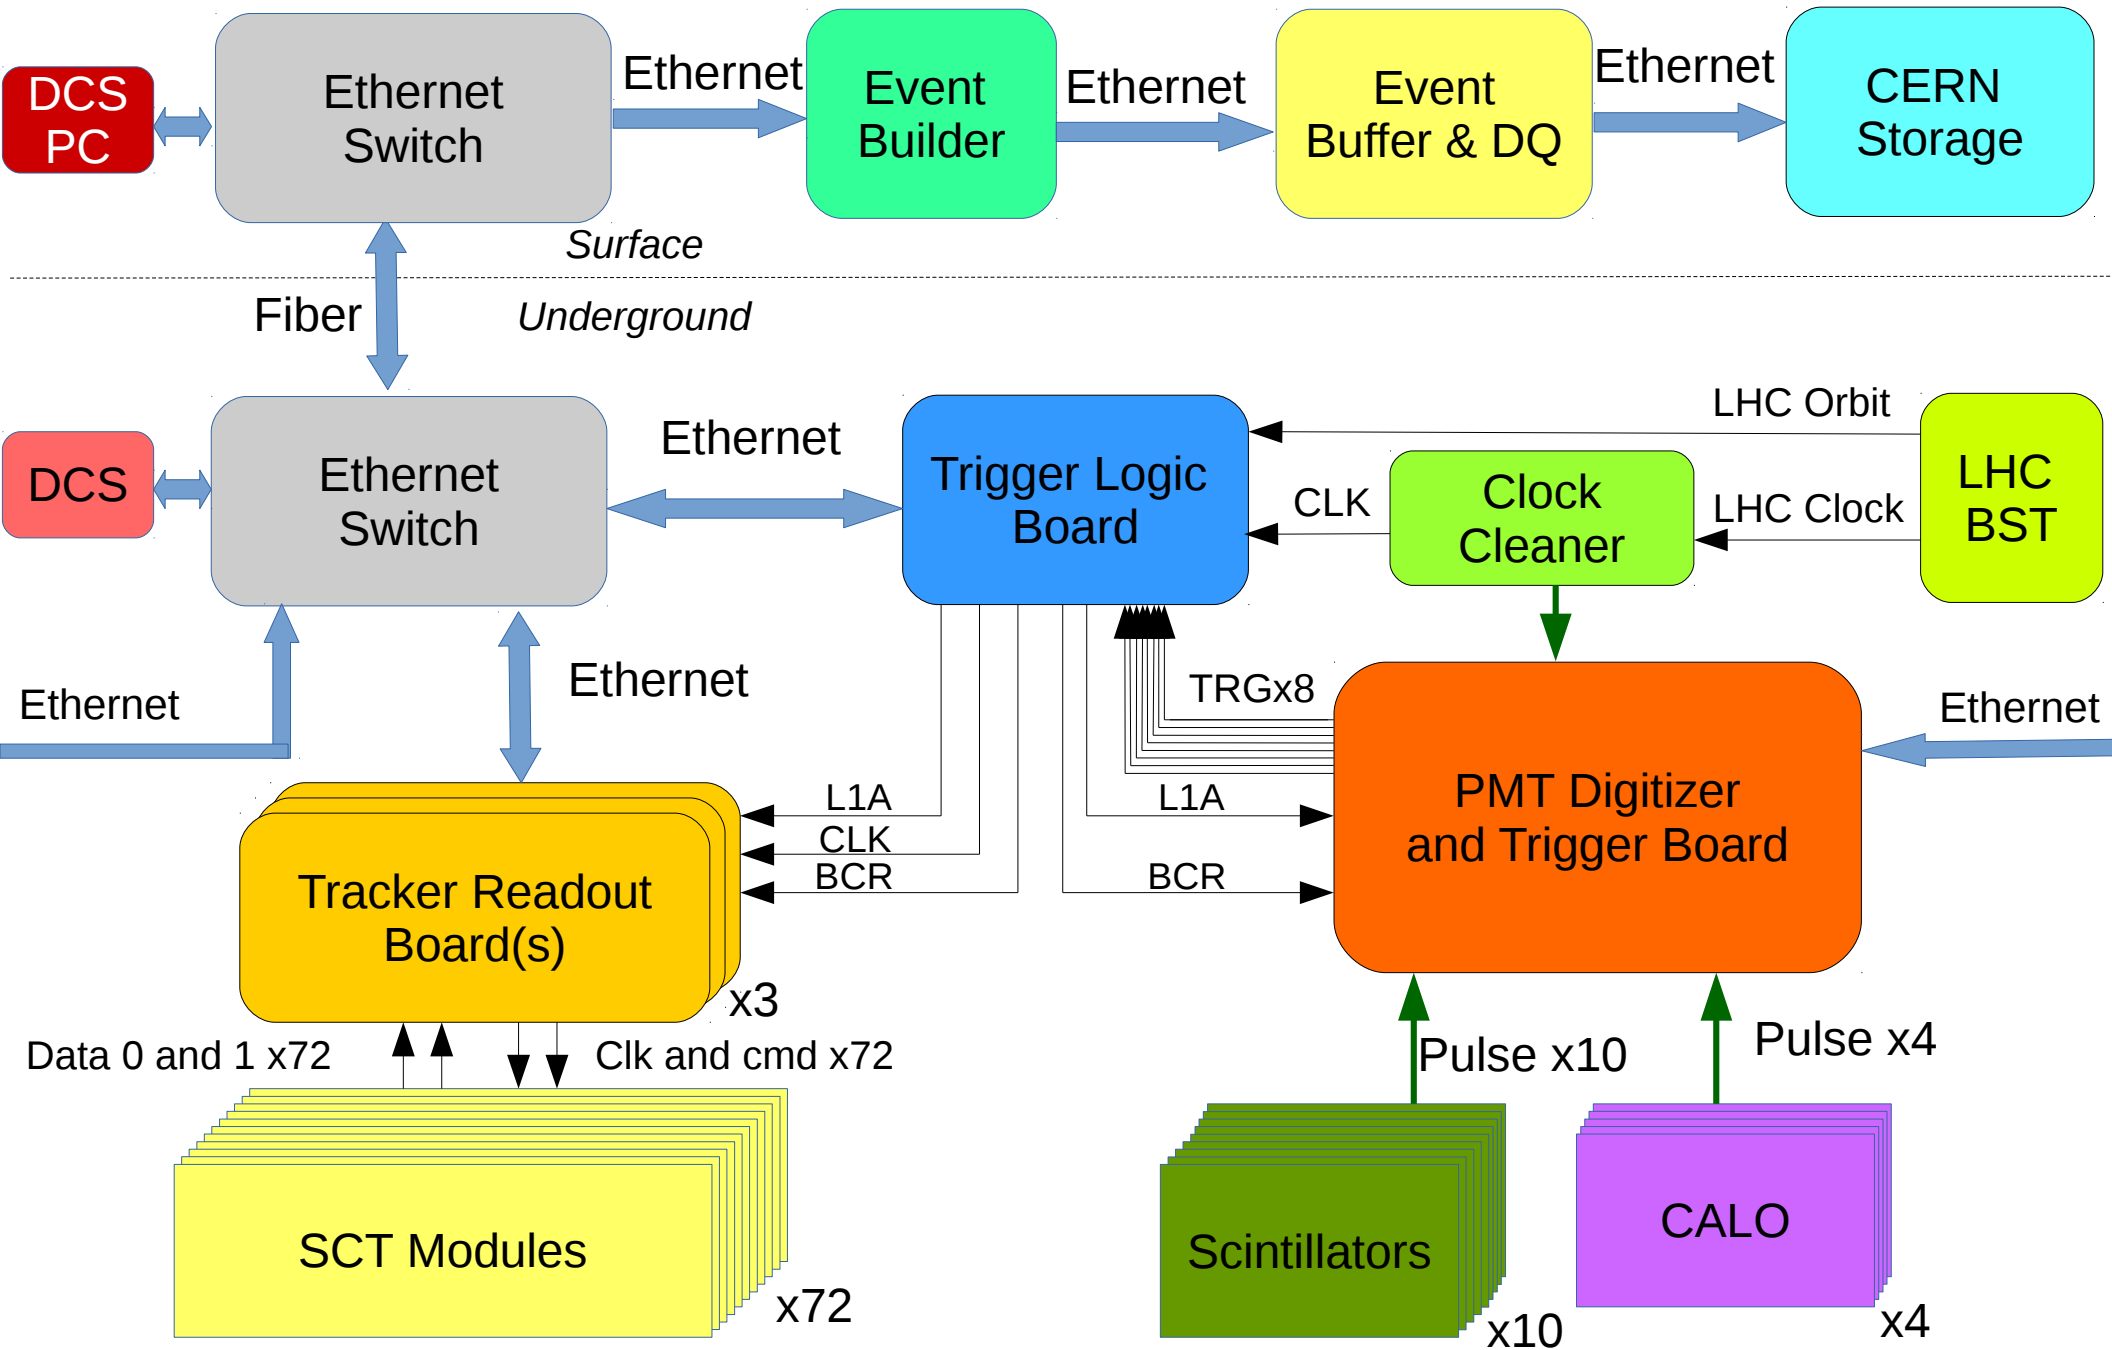 DCS
PC
Ethernet
Switch
Ethernet
Event
Builder
Ethernet
Event
Buffer & DQ
Ethernet
CERN
Storage
Surface
Fiber
Underground
DCS
Ethernet
Switch
Ethernet
Trigger Logic
Board
LHC Orbit
CLK
Clock
Cleaner
LHC Clock
LHC
BST
Ethernet
Ethernet
TRGx8
Ethernet
L1A
CLK
BCR
L1A
BCR
PMT Digitizer
and Trigger Board
Tracker Readout
Board(s)
x3
Data 0 and 1 x72
Clk and cmd x72
Pulse x10
Pulse x4
SCT Modules
x72
Scintillators
x10
CALO
x4